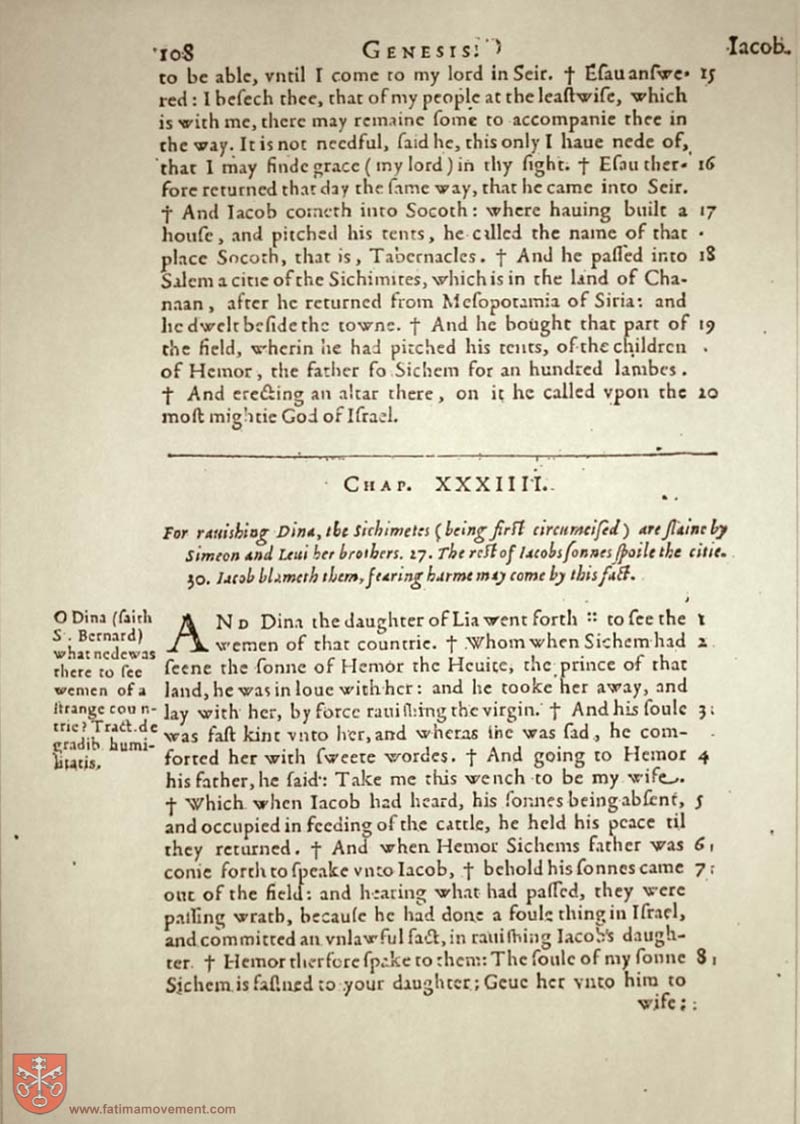 108 GENESIS. Iacob.
to be able, vntil I come to my lord in Seir. † Eſau anſwe- 15
red: I beſech thee, that of my people at the leaſtwiſe, which
is with me, there may remaine ſome to accompanie thee in
the way. It is not needful, ſaid he, this only I haue nede of,
that I may finde grace (my lord) in thy ſight. † Eſau ther- 16
fore returned that day the ſame way, that he came into Seir.
† And Iacob cometh into Socoth: where hauing built a 17
houſe, and pitched his tents, he called the name of that
place Socoth, that is, Tabernacles. † And he paſſed into 18
Salem a citie of the Sichimites, which is in the land of Cha-
naan, after he returned from Meſopotamia of Siria: and
he dwelt beſide the towne. † And he bought that part of 19
the field, wherin he had pitched his tents, of the children
of Hemor, the father fo Sichem for an hundred lambes.
† And erecting an altar there, on it he called vpon the 20
moſt mightie God of Iſrael.
CHAP. XXXIIII.
For rauishing Dina, the Sichimetes (being firſt circumciſed) are ſlaine by
Simeon and Leui her brothers. 27. The reſt of Iacobs ſonnes ſpoile the citie.
30. Iacob blameth them, fearing harme may come by this fact.
O Dina (ſaith
S. Bernard)
what nede was
there to ſee
wemen of a
ſtrange coun-
trie? Tract. de
gradib. humi-
litatis.
AND Dina the daughter of Lia went forth :: to ſee the 1
wemen of that countrie. † Whom when Sichem had 2
ſeene the ſonne of Hemor the Heuite, the prince of that
land, he was in loue with her: and he tooke her away, and
lay with her, by force rauiſhing the virgin. † And his ſoule 3
was faſt knit vnto her, and wheras ſhe was ſad, he com-
forted her with ſweete wordes. † And going to Hemor 4
his father, he ſaid: Take me this wench to be my wife.
† Which when Iacob had heard, his ſonnes being abſent, 5
and occupied in feeding of the cattle, he held his peace til
they returned. † And when Hemor Sichems father was 6
come forth to ſpeake vnto Iacob, † behold his ſonnes came 7
out of the field: and hearing what had paſſed, they were
paſſing wrath, becauſe he had done a foule thing in Iſrael,
and committed an vnlawful fact, in rauiſhing Iacob's daugh-
ter. † Hemor therfore ſpake to them: The ſoule of my ſonne 8
Sichem is faſtned to your daughter; Geue her vnto him to
wife;
www.fatimamovement.com